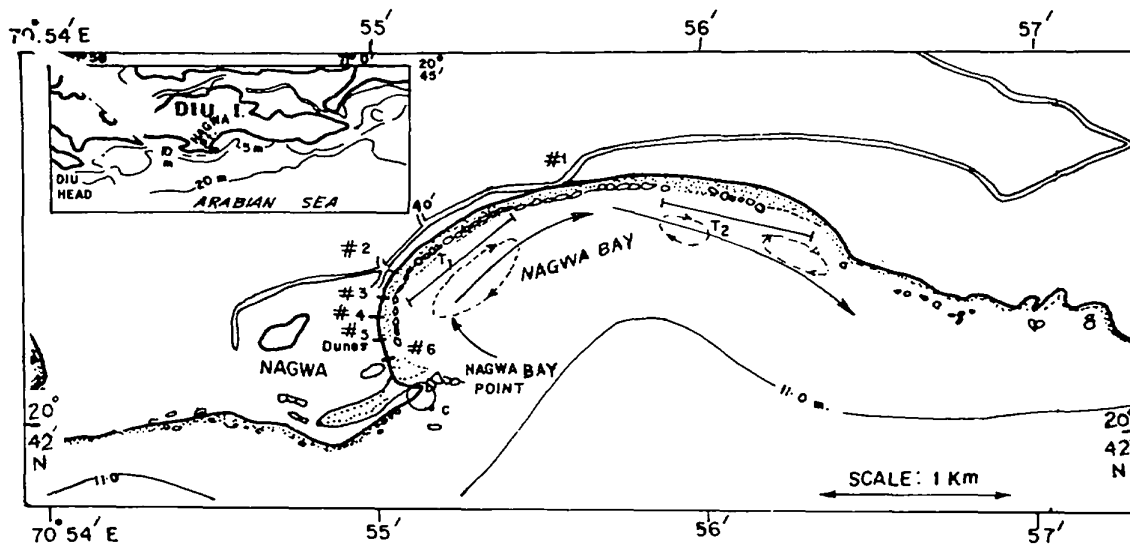 70° 54′ E
55′
56′
57′
71° 0′
20°
45′
DIU I.
NAGWA
10
m
5 m
20 m
DIU
HEAD
ARABIAN SEA
#1
40′
#2
#3
#4
#5
#6
Dunes
T1
T2
NAGWA BAY
NAGWA
NAGWA BAY
POINT
C
11.0 m.
11.0
20°
42′
N
20°
42′
N
SCALE: 1 Km
70° 54′ E
55′
56′
57′